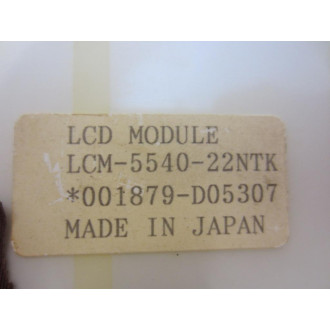 LCD MODULE
LCM-5540-22NTK
*001879-D05307
MADE IN JAPAN